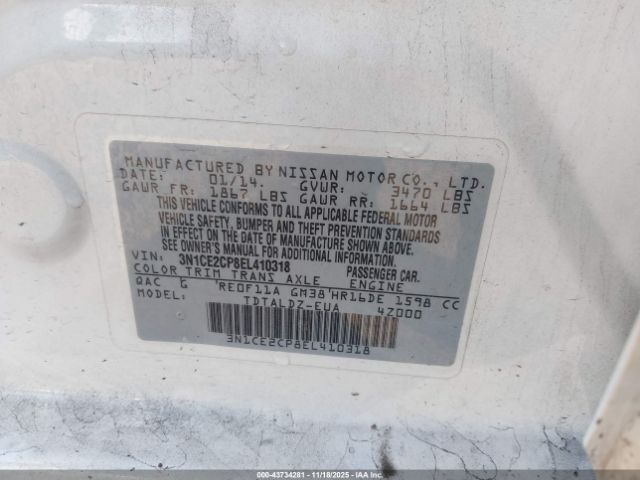 MANUFACTURED BY NISSAN MOTOR CO., LTD.
DATE: 01/14. GVWR: 3470 LBS
GAWR FR: 1867 LBS GAWR RR: 1664 LBS
THIS VEHICLE CONFORMS TO ALL APPLICABLE FEDERAL MOTOR
VEHICLE SAFETY, BUMPER AND THEFT PREVENTION STANDARDS
IN EFFECT ON THE DATE OF MANUFACTURE SHOWN ABOVE.
SEE OWNER'S MANUAL FOR ADDITIONAL INFORMATION.
VIN: 3N1CE2CP8EL410318 PASSENGER CAR.
COLOR TRIM TRANS AXLE ENGINE
QAC G RE0F11A GM38 HR16DE 1598 CC
MODEL: TDTALDZ-EUA 4Z000
3N1CE2CP8EL410318
000-43734281 - 11/18/2025 - IAAI.com